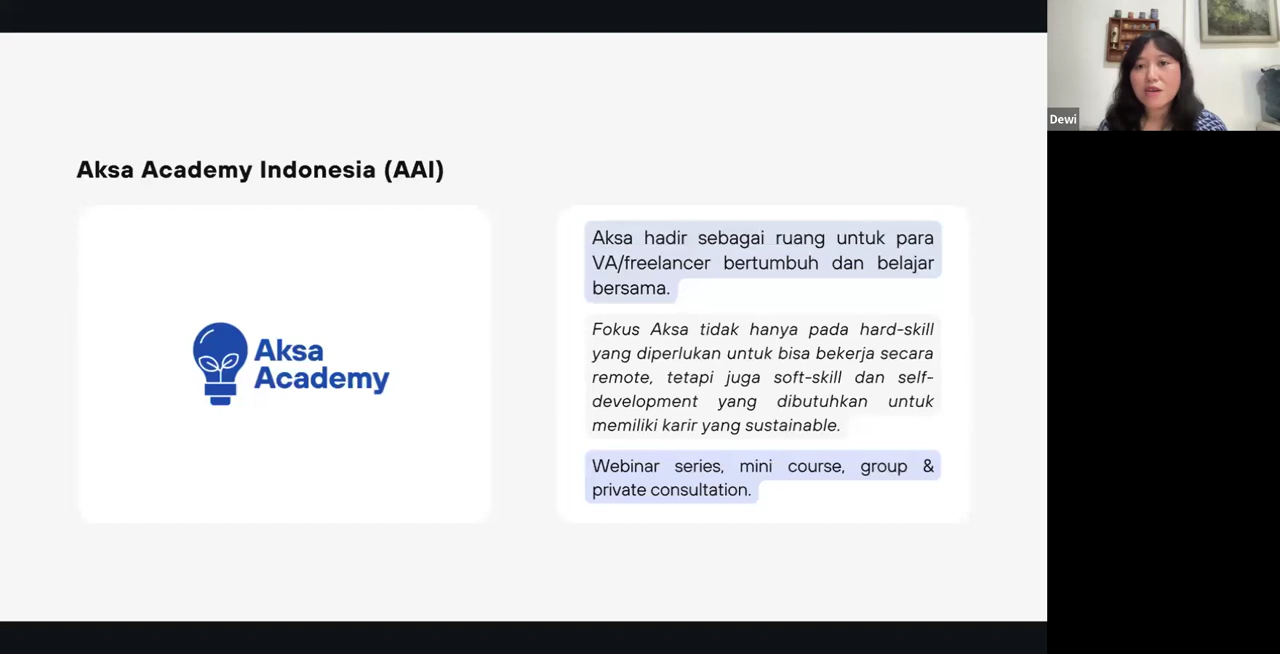 Aksa Academy Indonesia (AAI)
Aksa
Academy
Aksa hadir sebagai ruang untuk para
VA/freelancer bertumbuh dan belajar
bersama.
Fokus Aksa tidak hanya pada hard-skill
yang diperlukan untuk bisa bekerja secara
remote, tetapi juga soft-skill dan self-
development yang dibutuhkan untuk
memiliki karir yang sustainable.
Webinar series, mini course, group &
private consultation.
Dewi